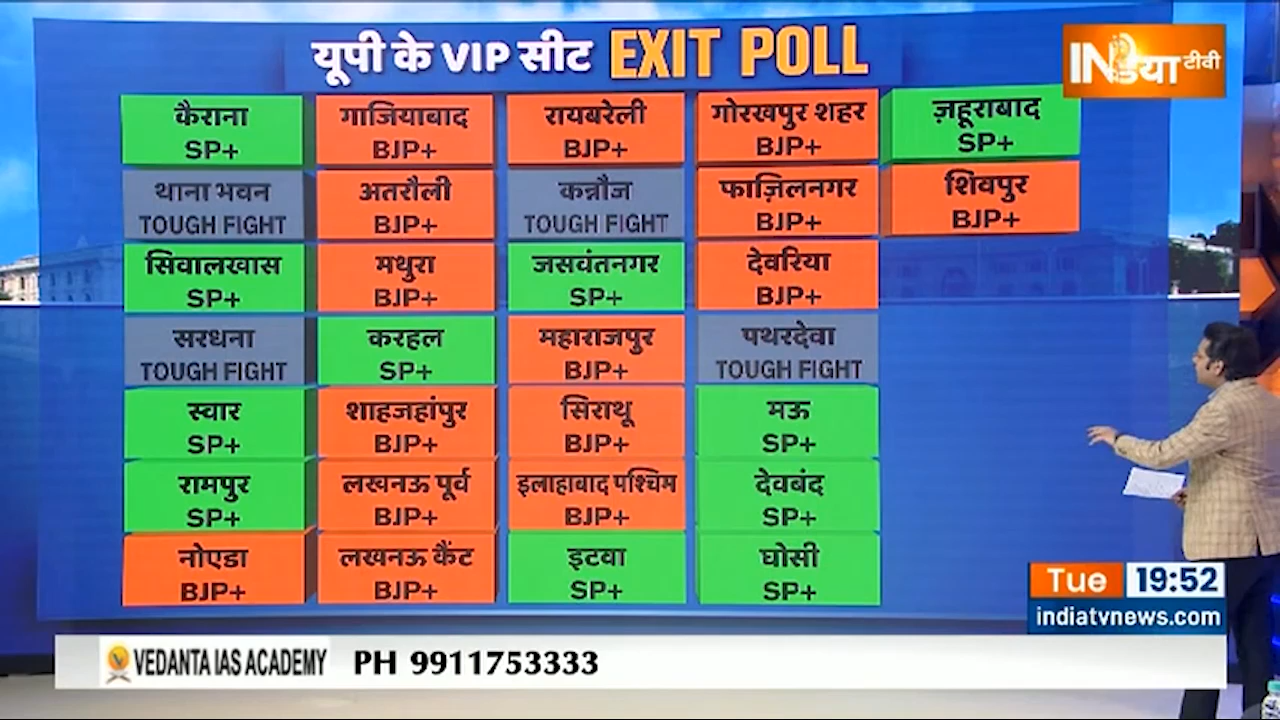 यूपी के VIP सीट EXIT POLL
INडिया टीवी
कैराना
SP+
गाजियाबाद
BJP+
रायबरेली
BJP+
गोरखपुर शहर
BJP+
ज़हूराबाद
SP+
थाना भवन
TOUGH FIGHT
अतरौली
BJP+
कन्नौज
TOUGH FIGHT
फाज़िलनगर
BJP+
शिवपुर
BJP+
सिवालखास
SP+
मथुरा
BJP+
जसवंतनगर
SP+
देवरिया
BJP+
सरधना
TOUGH FIGHT
करहल
SP+
महाराजपुर
BJP+
पथरदेवा
TOUGH FIGHT
स्वार
SP+
शाहजहांपुर
BJP+
सिराथू
BJP+
मऊ
SP+
रामपुर
SP+
लखनऊ पूर्व
BJP+
इलाहाबाद पश्चिम
BJP+
देवबंद
SP+
नोएडा
BJP+
लखनऊ कैंट
BJP+
इटवा
SP+
घोसी
SP+
Tue 19:52
indiatvnews.com
VEDANTA IAS ACADEMY PH 9911753333